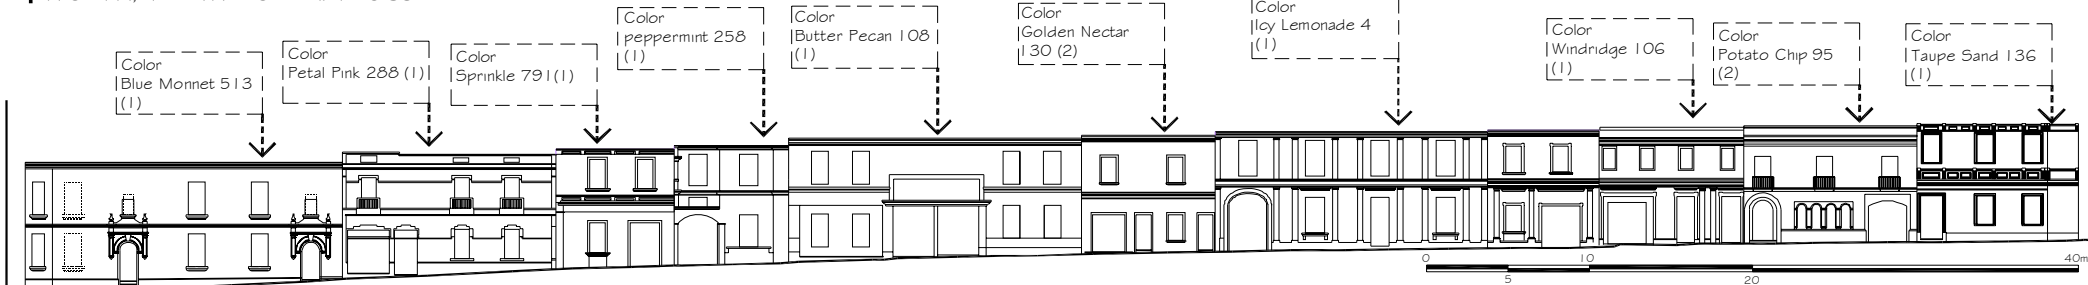 Color
Blue Monnet 513
(1)
Color
Petal Pink 288 (1)
Color
Sprinkle 791(1)
Color
peppermint 258
(1)
Color
Butter Pecan 108
(1)
Color
Golden Nectar
130 (2)
Color
Icy Lemonade 4
(1)
Color
Windridge 106
(1)
Color
Potato Chip 95
(2)
Color
Taupe Sand 136
(1)
0
10
40m
5
20